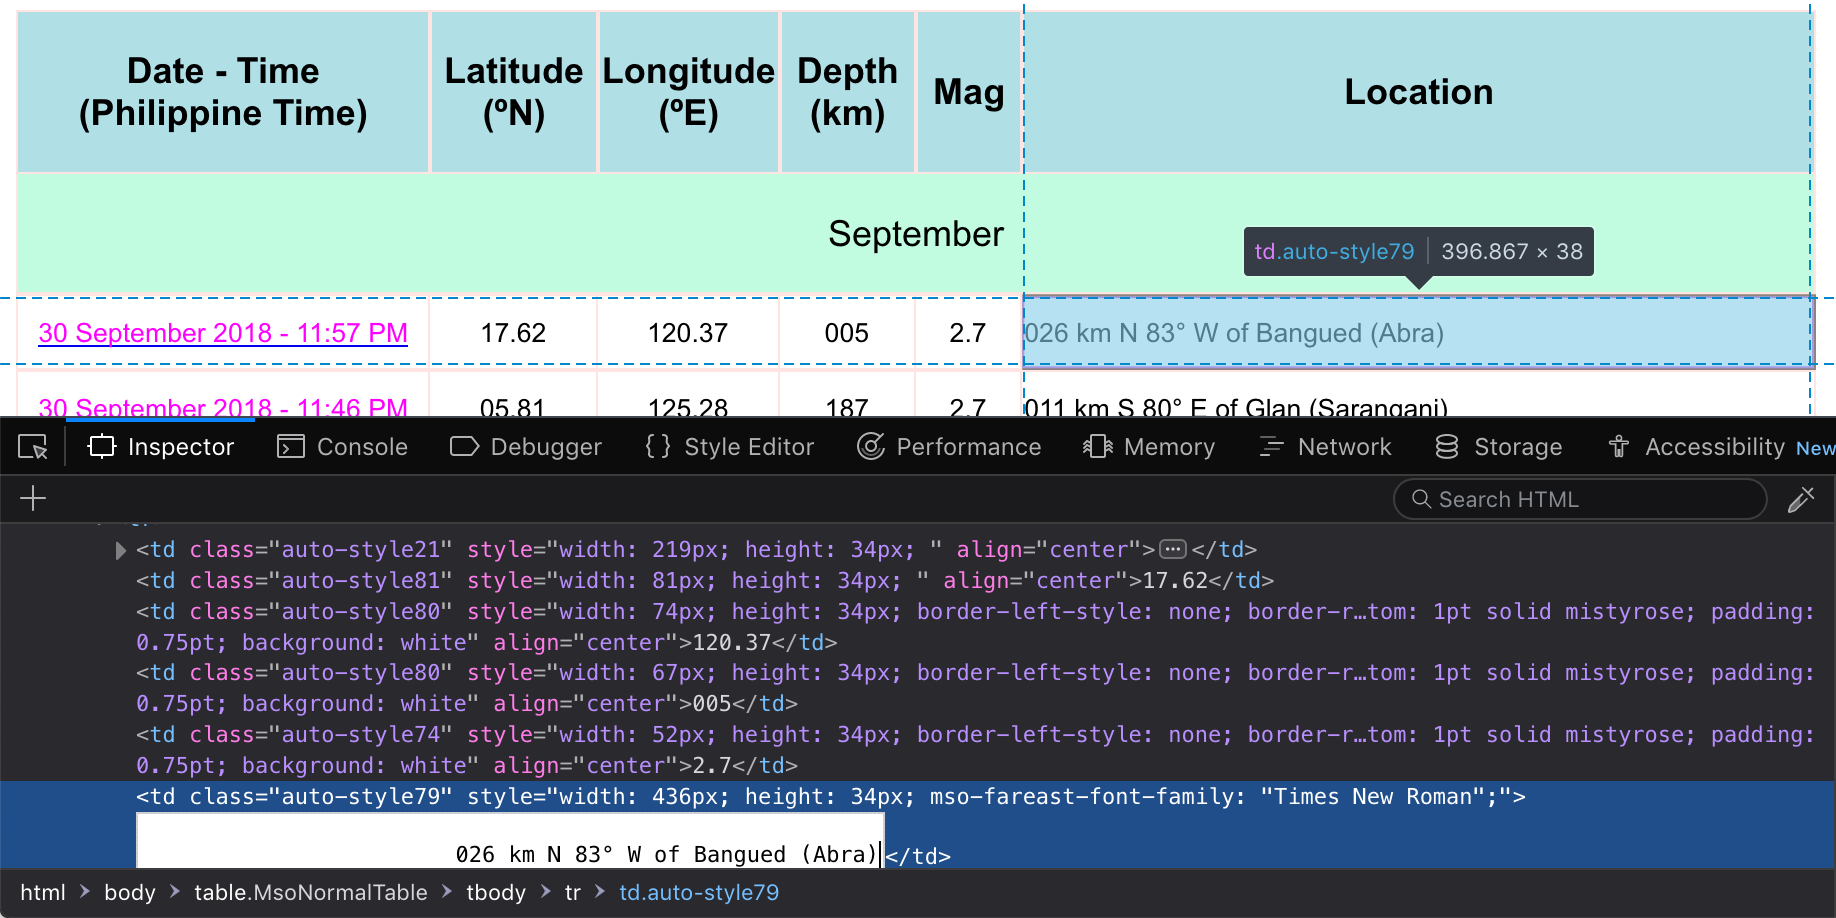 Date - Time
(Philippine Time)
Latitude
(ºN)
Longitude
(ºE)
Depth
(km)
Mag
Location
September
td.auto-style79 396.867 × 38
30 September 2018 - 11:57 PM 17.62 120.37 005 2.7 026 km N 83° W of Bangued (Abra)
30 September 2018 - 11:46 PM 05.81 125.28 187 2.7 011 km S 80° E of Glan (Sarangani)
Inspector Console Debugger {} Style Editor Performance Memory Network Storage Accessibility New
Search HTML
<td class="auto-style21" style="width: 219px; height: 34px; " align="center">…</td>
<td class="auto-style81" style="width: 81px; height: 34px; " align="center">17.62</td>
<td class="auto-style80" style="width: 74px; height: 34px; border-left-style: none; border-r…tom: 1pt solid mistyrose; padding:
0.75pt; background: white" align="center">120.37</td>
<td class="auto-style80" style="width: 67px; height: 34px; border-left-style: none; border-r…tom: 1pt solid mistyrose; padding:
0.75pt; background: white" align="center">005</td>
<td class="auto-style74" style="width: 52px; height: 34px; border-left-style: none; border-r…tom: 1pt solid mistyrose; padding:
0.75pt; background: white" align="center">2.7</td>
<td class="auto-style79" style="width: 436px; height: 34px; mso-fareast-font-family: "Times New Roman";">
026 km N 83° W of Bangued (Abra)</td>
html > body > table.MsoNormalTable > tbody > tr > td.auto-style79